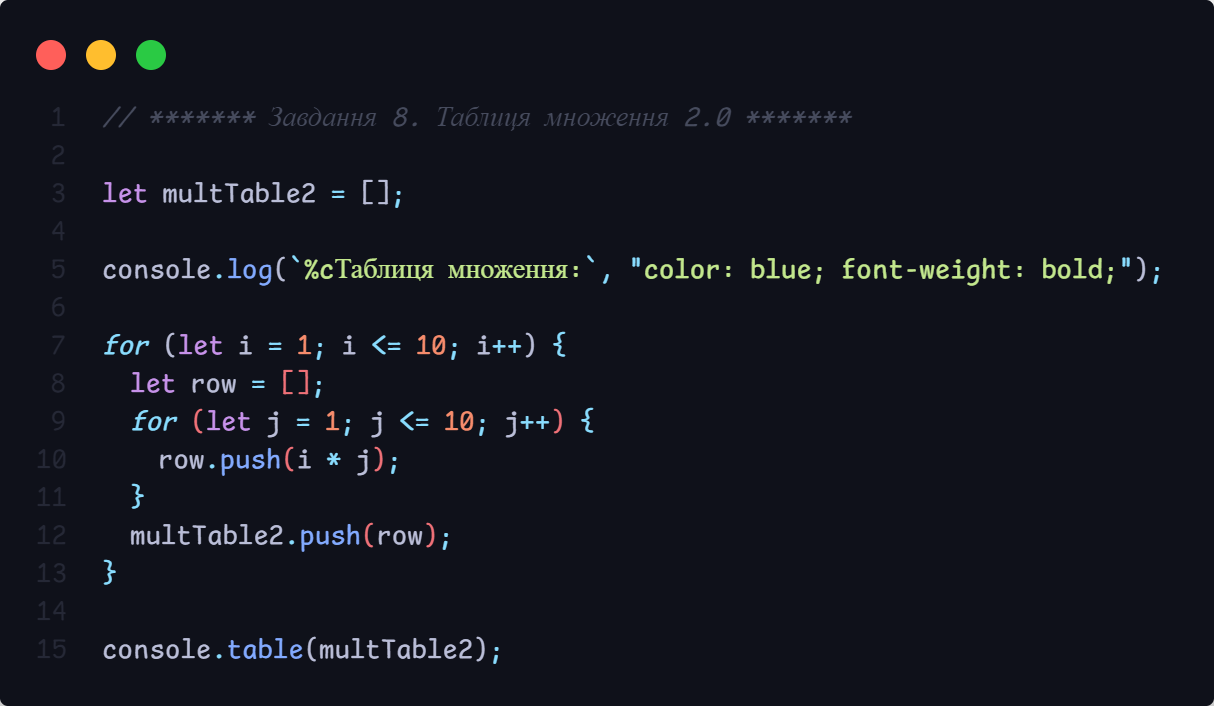 1 // ******* Завдання 8. Таблиця множення 2.0 *******
2
3 let multTable2 = [];
4
5 console.log(`%cТаблиця множення:`, "color: blue; font-weight: bold;");
6
7 for (let i = 1; i <= 10; i++) {
8   let row = [];
9   for (let j = 1; j <= 10; j++) {
10     row.push(i * j);
11   }
12   multTable2.push(row);
13 }
14
15 console.table(multTable2);